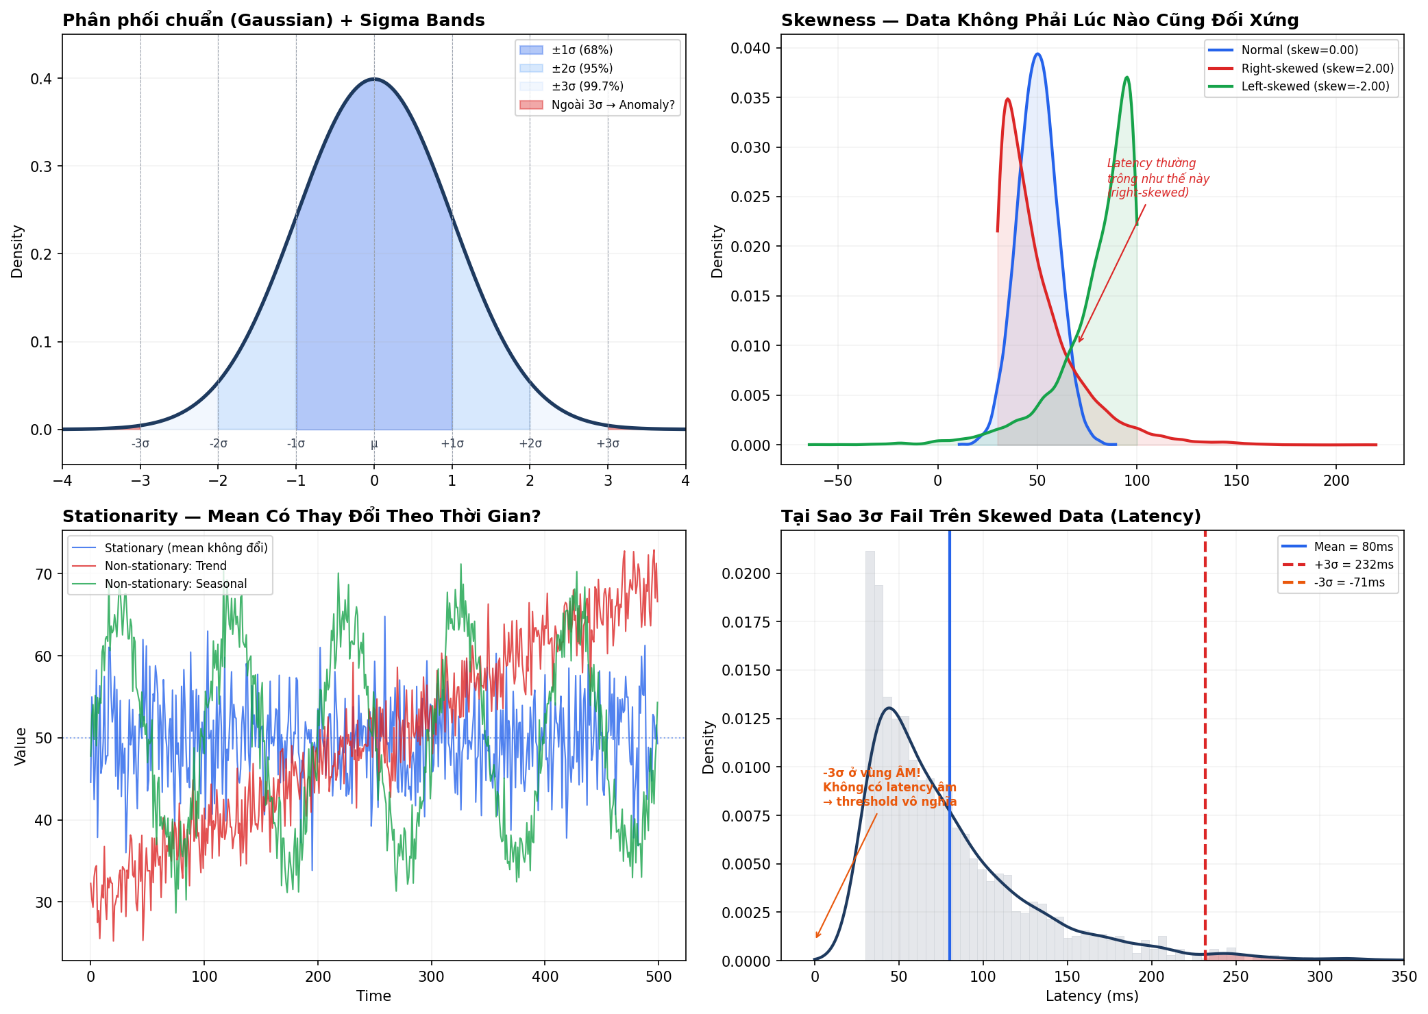 Phân phối chuẩn (Gaussian) + Sigma Bands
±1σ (68%)
±2σ (95%)
±3σ (99.7%)
Ngoài 3σ → Anomaly?
Density
0.4
0.3
0.2
0.1
0.0
-3σ
-2σ
-1σ
μ
+1σ
+2σ
+3σ
−4
−3
−2
−1
0
1
2
3
4
Skewness — Data Không Phải Lúc Nào Cũng Đối Xứng
Normal (skew=0.00)
Right-skewed (skew=2.00)
Left-skewed (skew=-2.00)
Latency thường
trông như thế này
(right-skewed)
Density
0.040
0.035
0.030
0.025
0.020
0.015
0.010
0.005
0.000
−50
0
50
100
150
200
Stationarity — Mean Có Thay Đổi Theo Thời Gian?
Stationary (mean không đổi)
Non-stationary: Trend
Non-stationary: Seasonal
Value
70
60
50
40
30
0
100
200
300
400
500
Time
Tại Sao 3σ Fail Trên Skewed Data (Latency)
Mean = 80ms
+3σ = 232ms
-3σ = -71ms
-3σ ở vùng ÂM!
Không có latency âm
→ threshold vô nghĩa
Density
0.0200
0.0175
0.0150
0.0125
0.0100
0.0075
0.0050
0.0025
0.0000
0
50
100
150
200
250
300
350
Latency (ms)